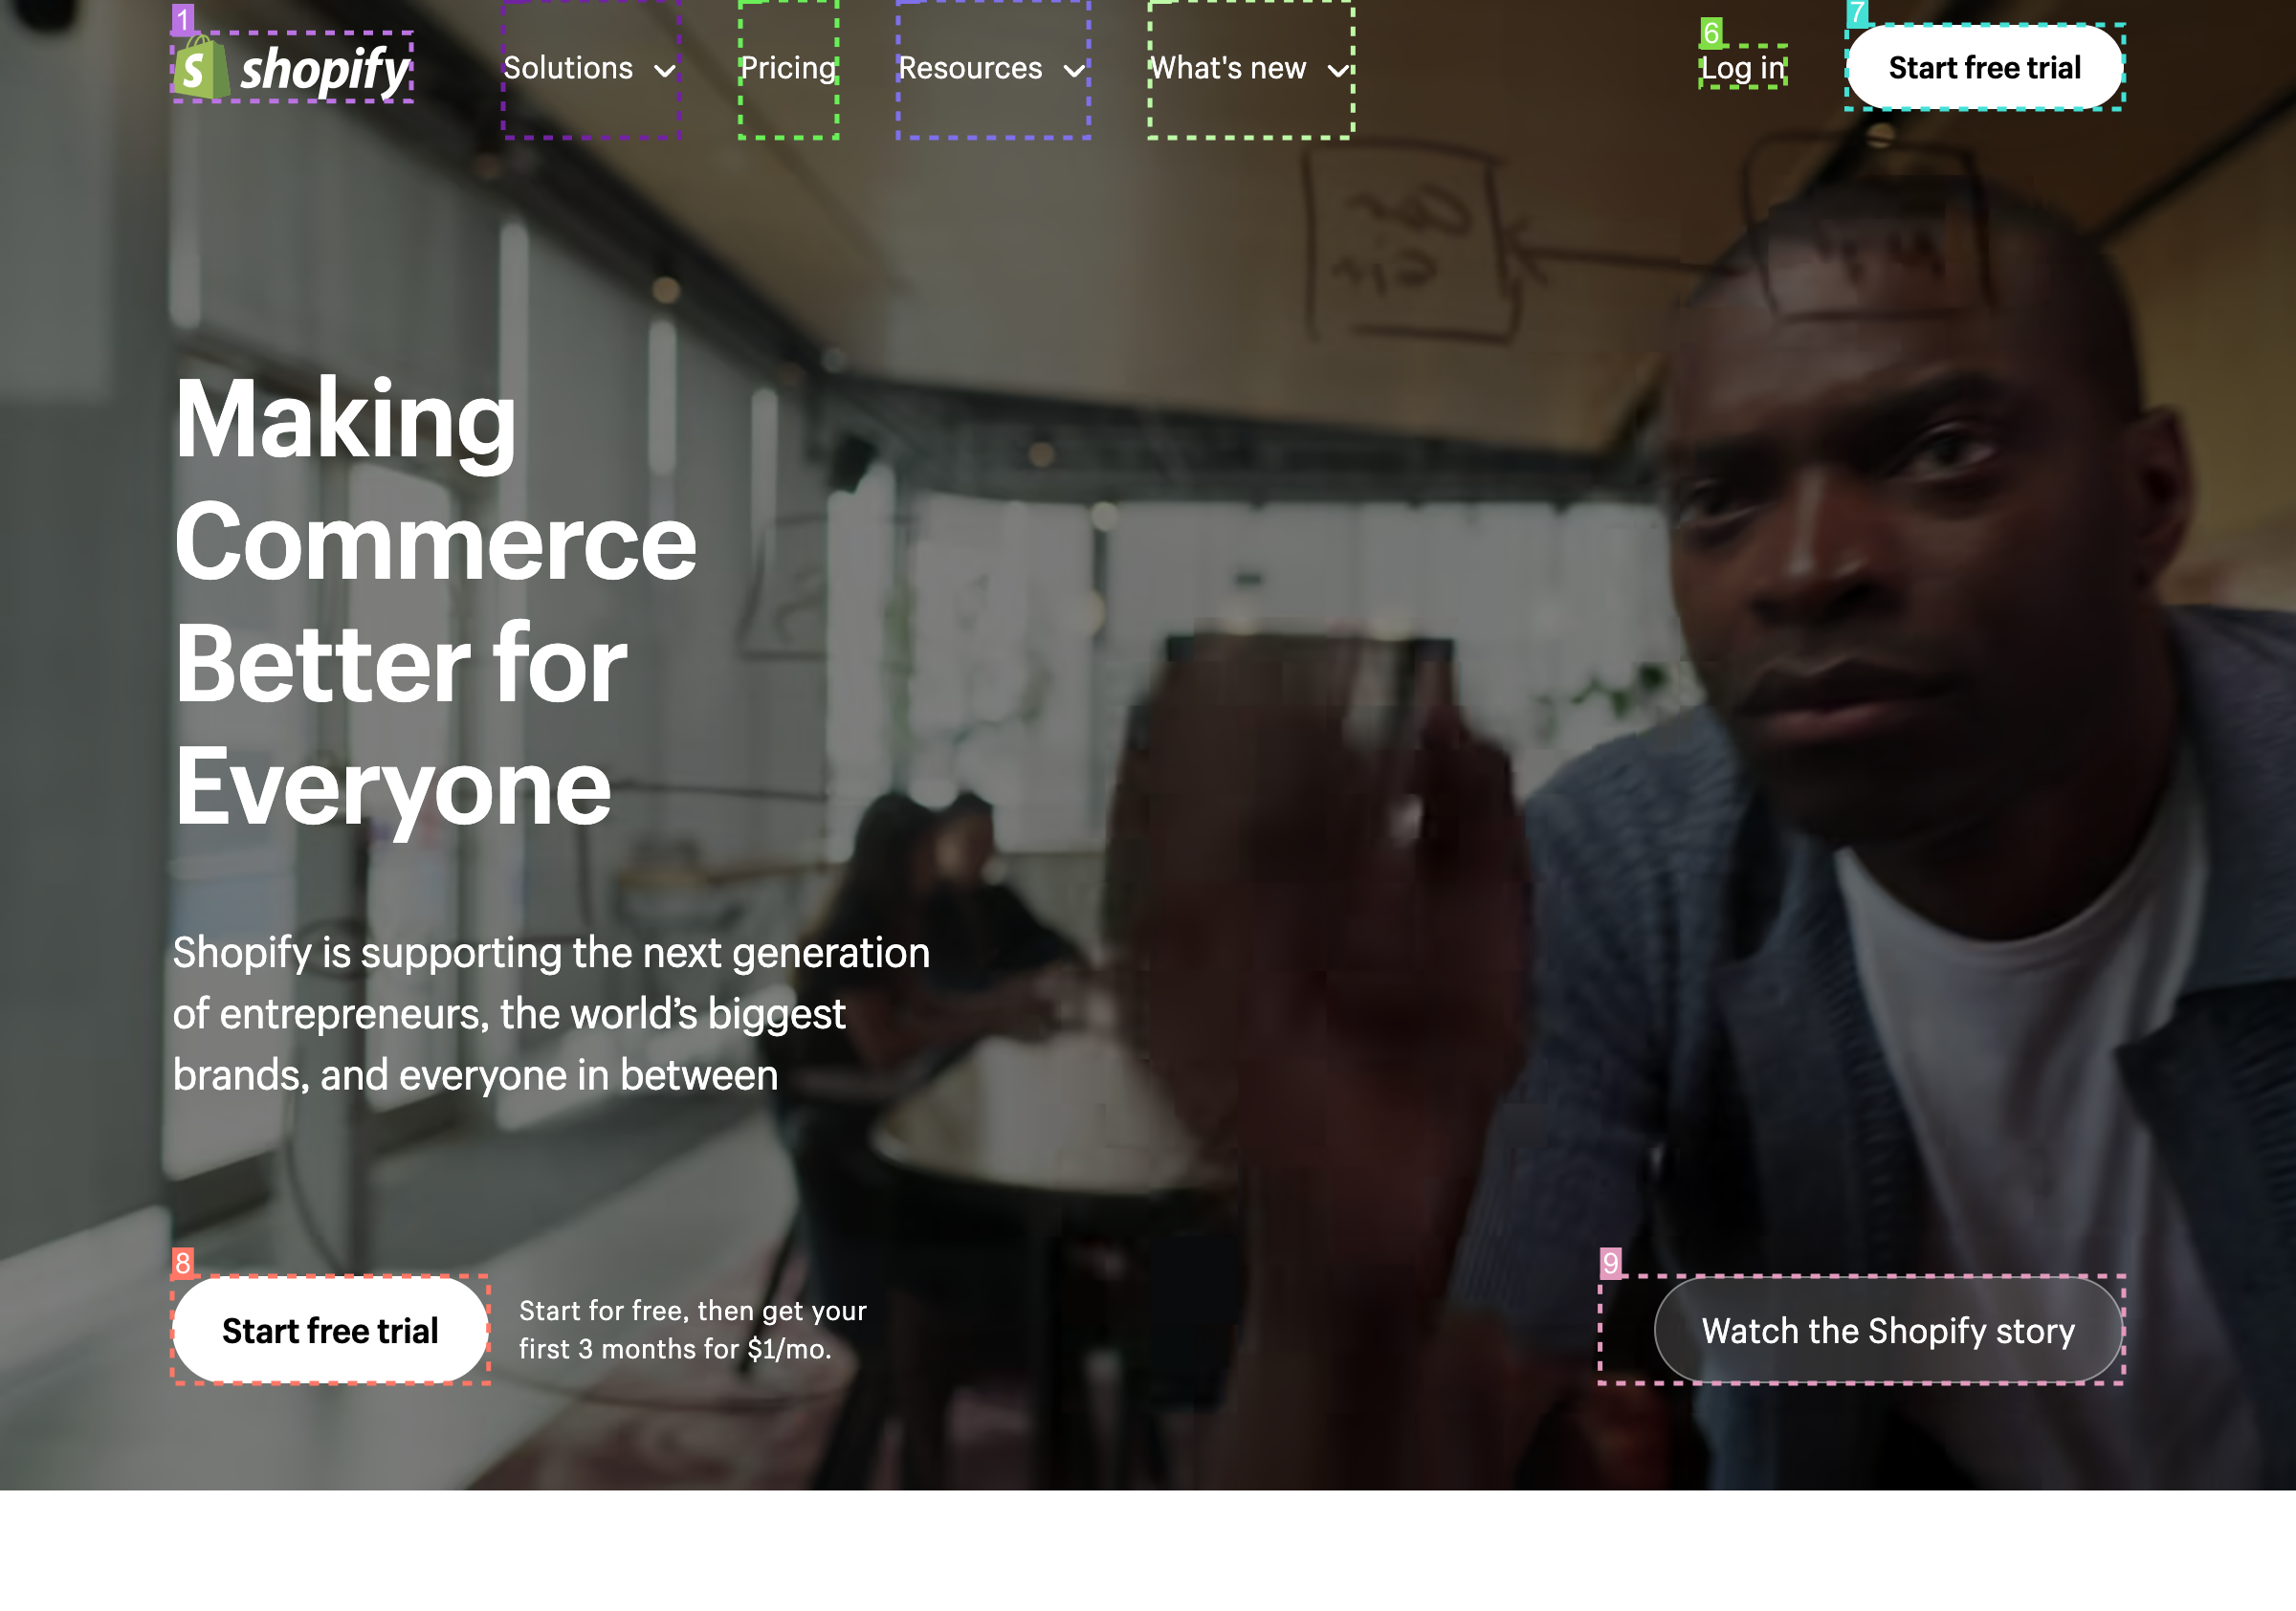 1
shopify
Solutions
Pricing
Resources
What's new
6
Log in
7
Start free trial
Making
Commerce
Better for
Everyone
Shopify is supporting the next generation
of entrepreneurs, the world’s biggest
brands, and everyone in between
8
Start free trial
Start for free, then get your
first 3 months for $1/mo.
9
Watch the Shopify story